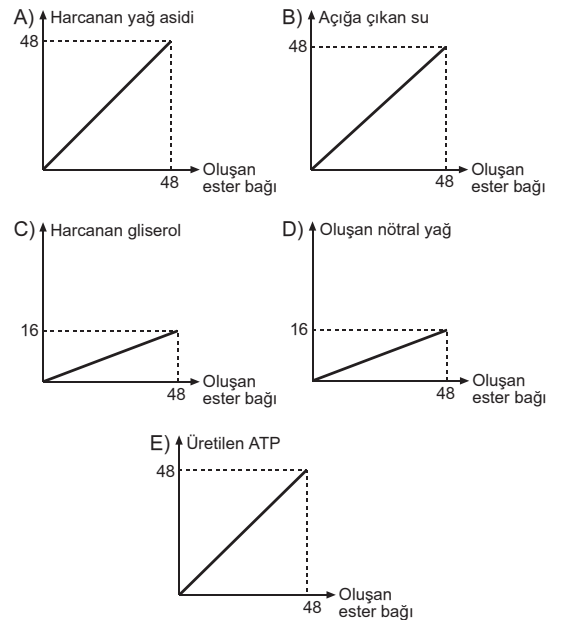 A) Harcanan yağ asidi
48
Oluşan
ester bağı
48
B) Açığa çıkan su
48
Oluşan
ester bağı
48
C) Harcanan gliserol
16
Oluşan
ester bağı
48
D) Oluşan nötral yağ
16
Oluşan
ester bağı
48
E) Üretilen ATP
48
Oluşan
ester bağı
48